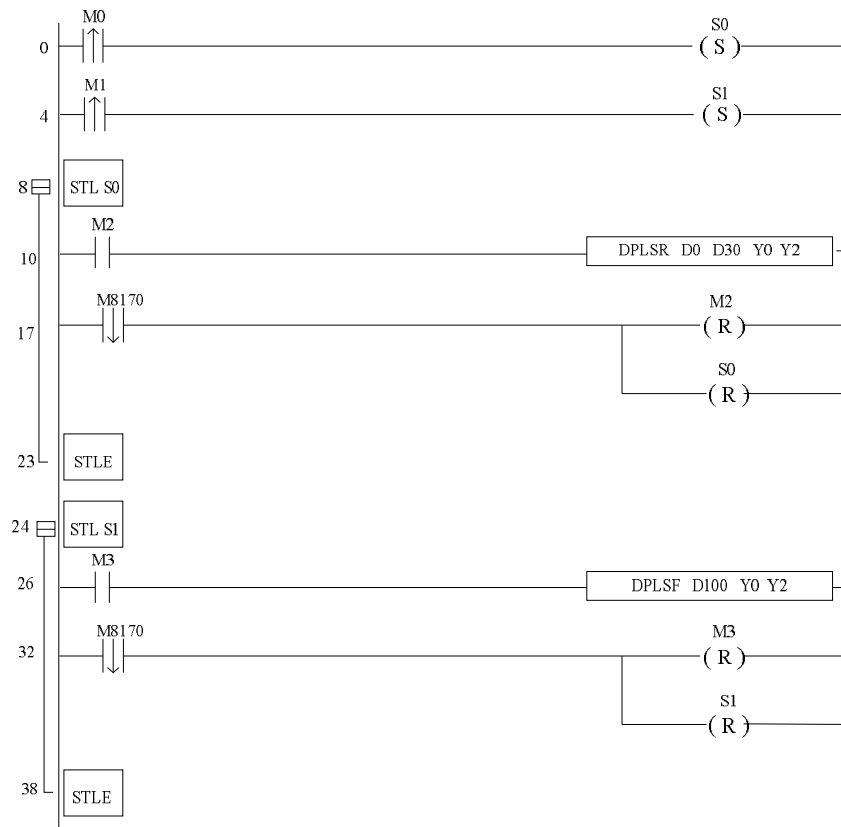 M0
S0
0
( S )
M1
S1
4
( S )
8
STL S0
M2
10
DPLSR D0 D30 Y0 Y2
M8170
M2
17
( R )
S0
( R )
23
STLE
24
STL S1
M3
26
DPLSF D100 Y0 Y2
M8170
M3
32
( R )
S1
( R )
38
STLE